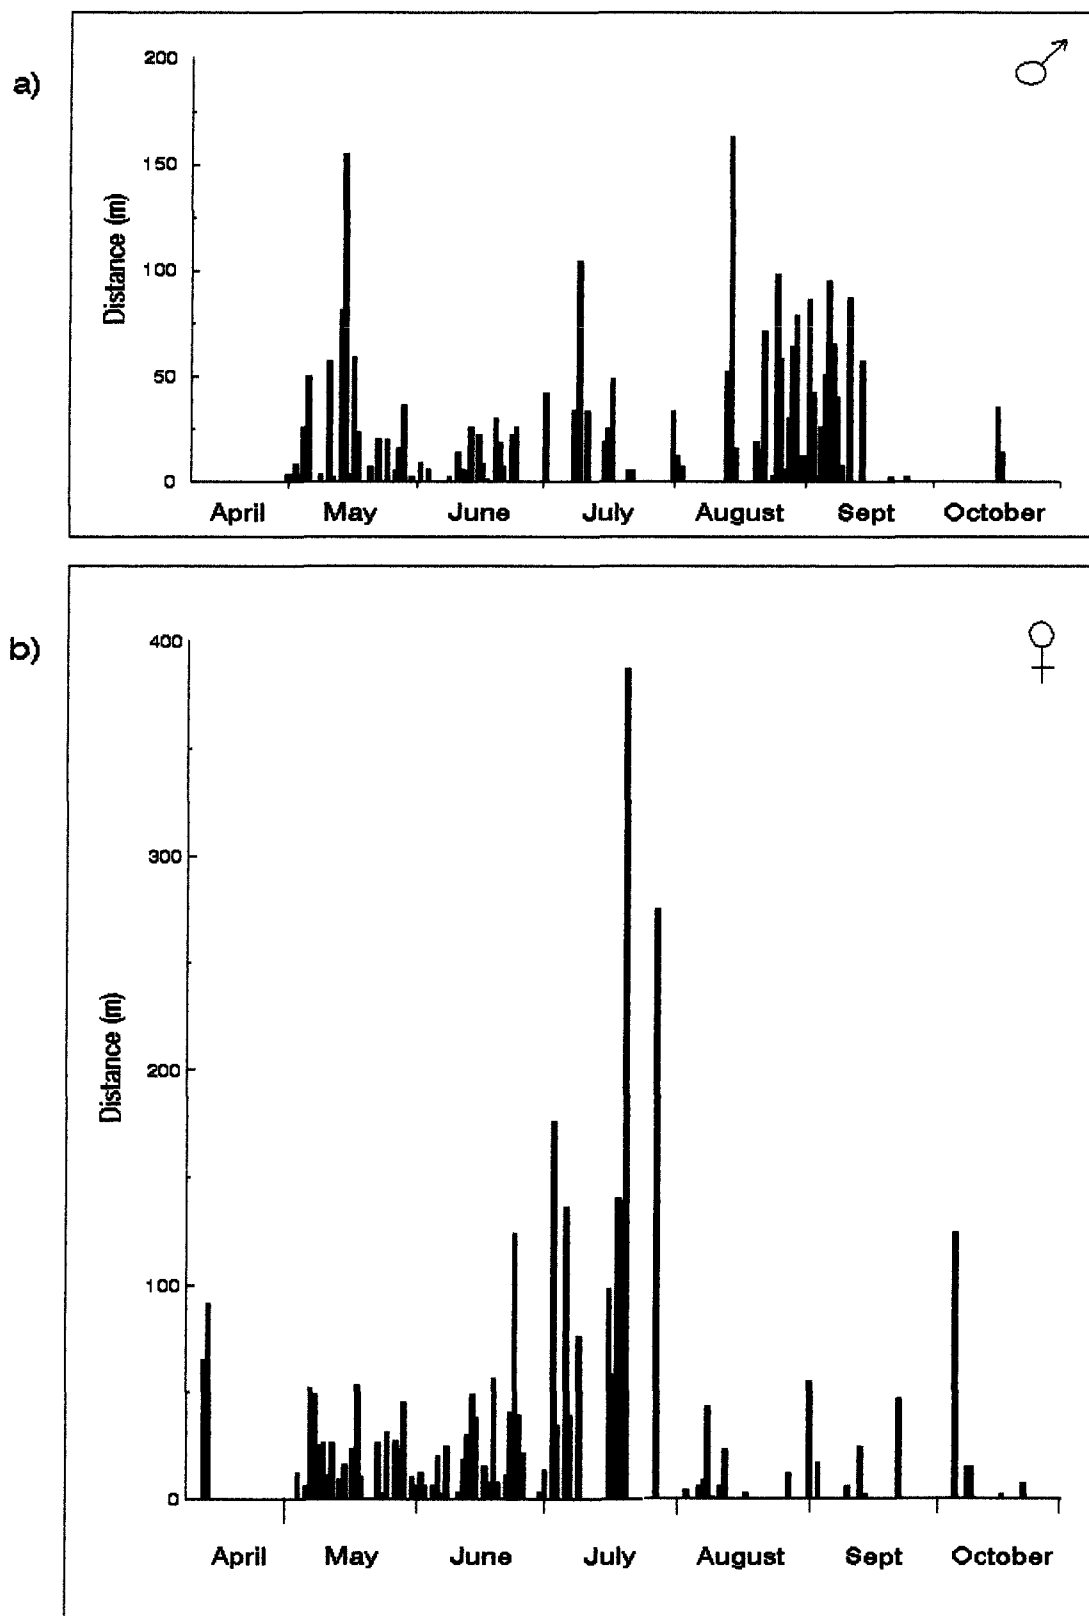 a)
200
150
100
50
0
Distance (m)
April May June July August Sept October
b)
400
300
200
100
0
Distance (m)
April May June July August Sept October